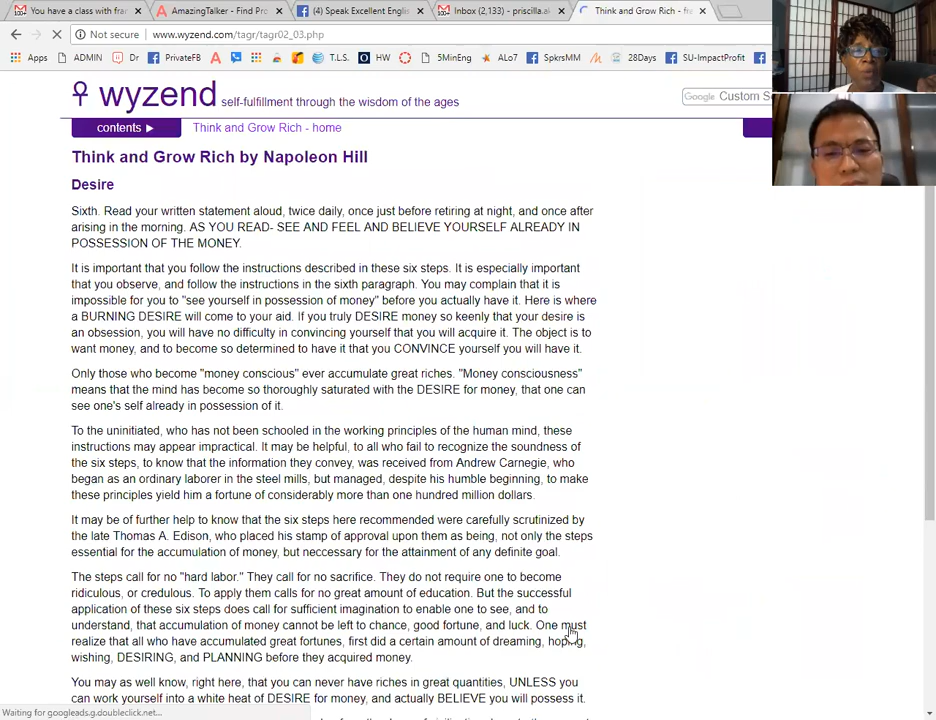 You have a class with fran
AmazingTalker - Find Pro
(4) Speak Excellent Englis
Inbox (2,133) - priscilla.al
Think and Grow Rich - fra
Not secure | www.wyzend.com/tagr/tagr02_03.php
Apps ADMIN Dr PrivateFB T.L.S. HW 5MinEng ALo7 SpkrsMM 28Days SU-ImpactProfit
wyzend self-fulfillment through the wisdom of the ages
Google Custom S
contents ▶ Think and Grow Rich - home
Think and Grow Rich by Napoleon Hill
Desire
Sixth. Read your written statement aloud, twice daily, once just before retiring at night, and once after
arising in the morning. AS YOU READ- SEE AND FEEL AND BELIEVE YOURSELF ALREADY IN
POSSESSION OF THE MONEY.
It is important that you follow the instructions described in these six steps. It is especially important
that you observe, and follow the instructions in the sixth paragraph. You may complain that it is
impossible for you to "see yourself in possession of money" before you actually have it. Here is where
a BURNING DESIRE will come to your aid. If you truly DESIRE money so keenly that your desire is
an obsession, you will have no difficulty in convincing yourself that you will acquire it. The object is to
want money, and to become so determined to have it that you CONVINCE yourself you will have it.
Only those who become "money conscious" ever accumulate great riches. "Money consciousness"
means that the mind has become so thoroughly saturated with the DESIRE for money, that one can
see one's self already in possession of it.
To the uninitiated, who has not been schooled in the working principles of the human mind, these
instructions may appear impractical. It may be helpful, to all who fail to recognize the soundness of
the six steps, to know that the information they convey, was received from Andrew Carnegie, who
began as an ordinary laborer in the steel mills, but managed, despite his humble beginning, to make
these principles yield him a fortune of considerably more than one hundred million dollars.
It may be of further help to know that the six steps here recommended were carefully scrutinized by
the late Thomas A. Edison, who placed his stamp of approval upon them as being, not only the steps
essential for the accumulation of money, but neccessary for the attainment of any definite goal.
The steps call for no "hard labor." They call for no sacrifice. They do not require one to become
ridiculous, or credulous. To apply them calls for no great amount of education. But the successful
application of these six steps does call for sufficient imagination to enable one to see, and to
understand, that accumulation of money cannot be left to chance, good fortune, and luck. One must
realize that all who have accumulated great fortunes, first did a certain amount of dreaming, hoping,
wishing, DESIRING, and PLANNING before they acquired money.
You may as well know, right here, that you can never have riches in great quantities, UNLESS you
can work yourself into a white heat of DESIRE for money, and actually BELIEVE you will possess it.
Waiting for googleads.g.doubleclick.net...